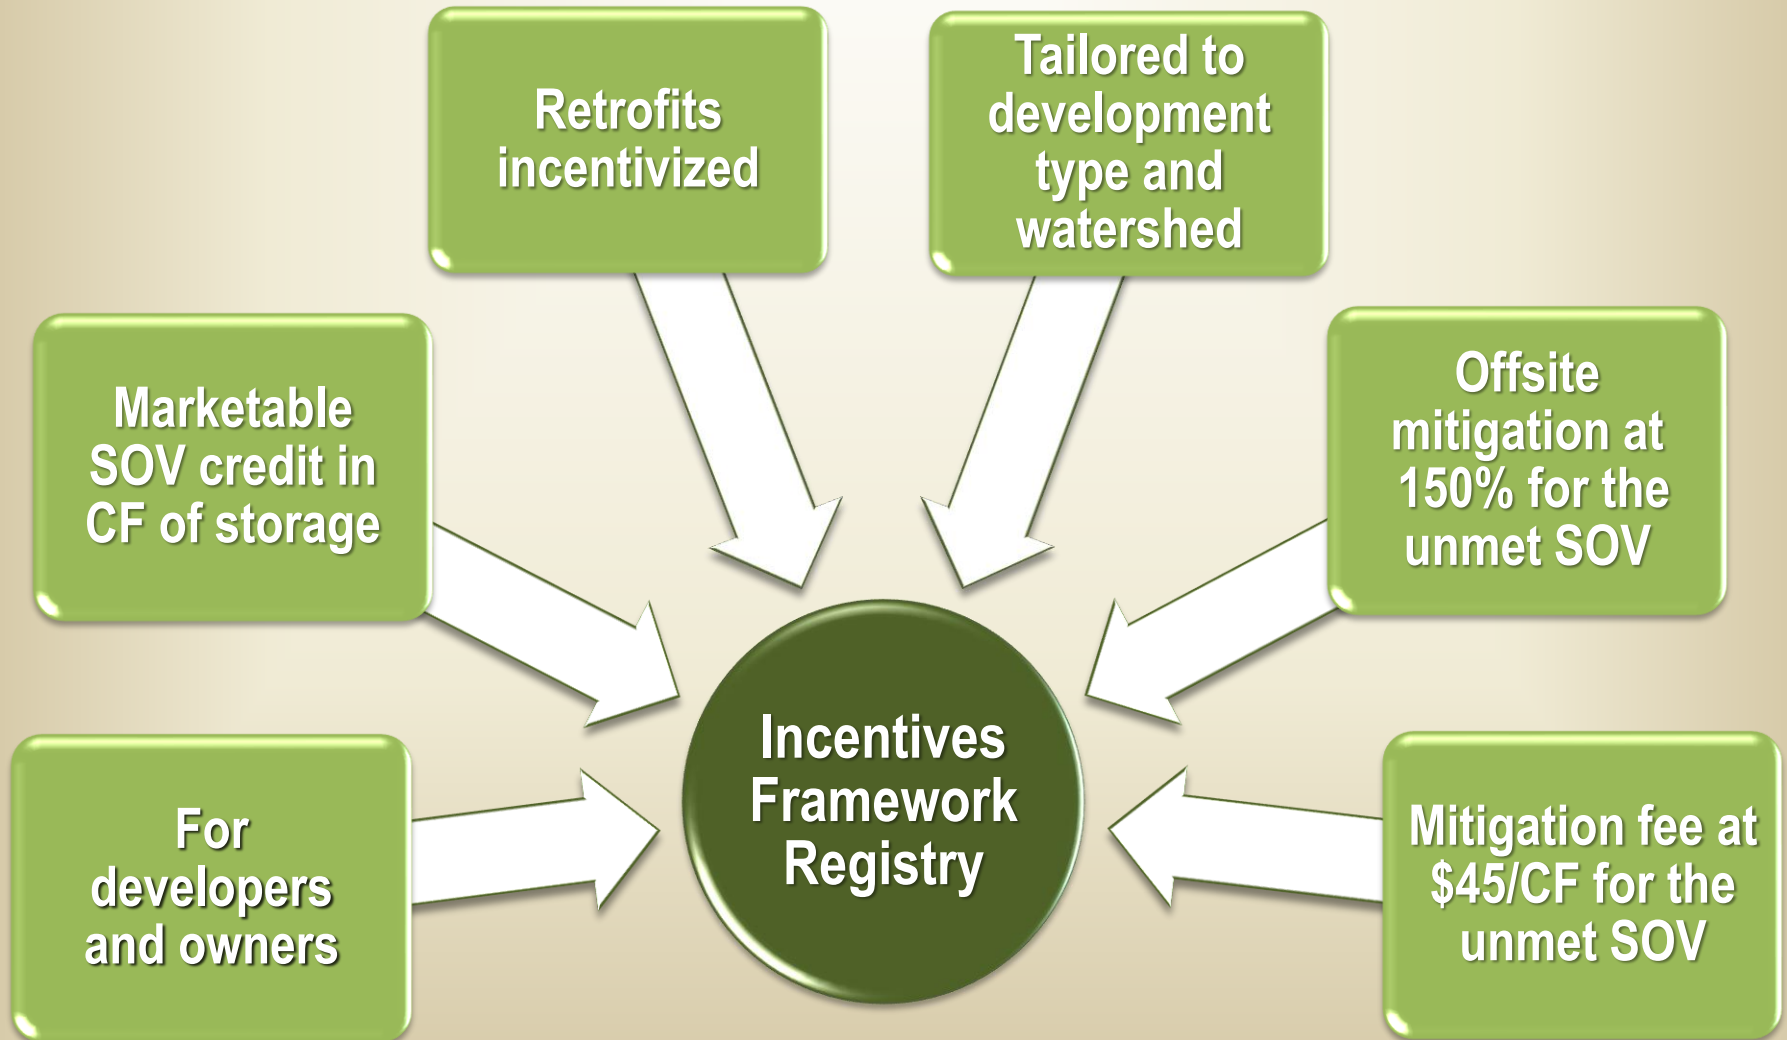 Retrofits
incentivized
Tailored to
development
type and
watershed
Marketable
SOV credit in
CF of storage
Offsite
mitigation at
150% for the
unmet SOV
For
developers
and owners
Incentives
Framework
Registry
Mitigation fee at
$45/CF for the
unmet SOV